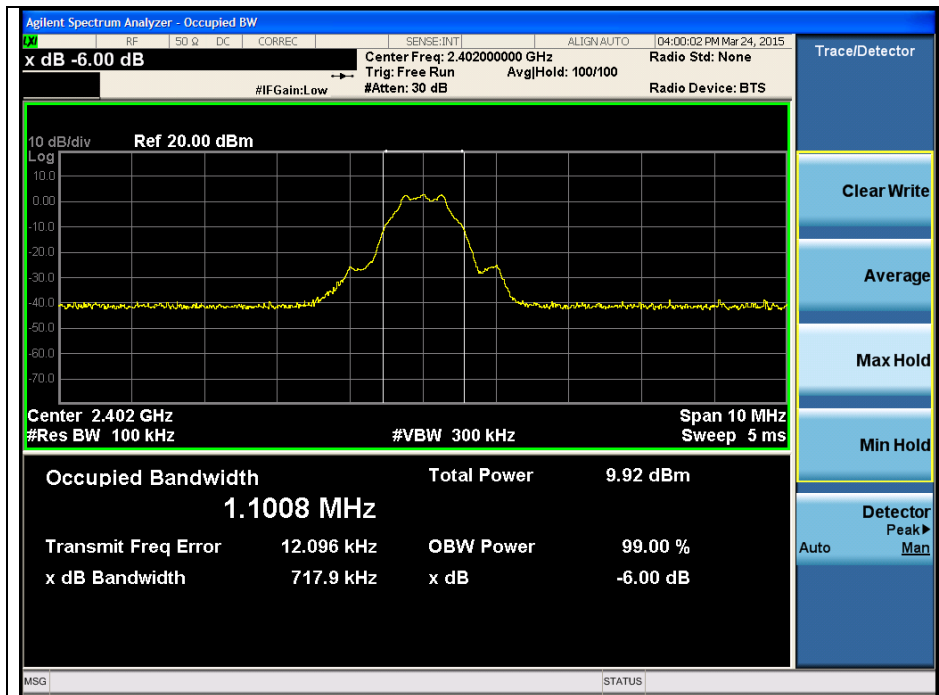 Agilent Spectrum Analyzer - Occupied BW
LXI RF 50 Ω DC CORREC SENSE:INT ALIGN AUTO 04:00:02 PM Mar 24, 2015
x dB -6.00 dB
Center Freq: 2.402000000 GHz
Radio Std: None
Trig: Free Run Avg|Hold: 100/100
#IFGain:Low
#Atten: 30 dB
Radio Device: BTS
Trace/Detector
10 dB/div Ref 20.00 dBm
Log
10.0
0.00
-10.0
-20.0
-30.0
-40.0
-50.0
-60.0
-70.0
Center 2.402 GHz
Span 10 MHz
#Res BW 100 kHz
#VBW 300 kHz
Sweep 5 ms
Occupied Bandwidth
1.1008 MHz
Total Power 9.92 dBm
Transmit Freq Error 12.096 kHz
OBW Power 99.00 %
x dB Bandwidth 717.9 kHz
x dB -6.00 dB
Clear Write
Average
Max Hold
Min Hold
Detector
Peak▶
Auto Man
MSG
STATUS